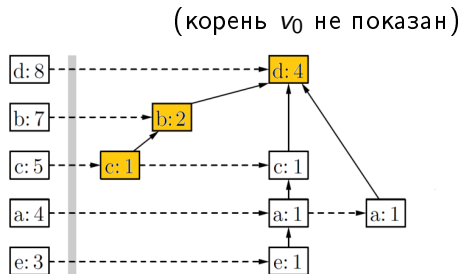 (корень v₀ не показан)
d: 8 d: 4
b: 7 b: 2
c: 5 c: 1 c: 1
a: 4 a: 1 a: 1
e: 3 e: 1